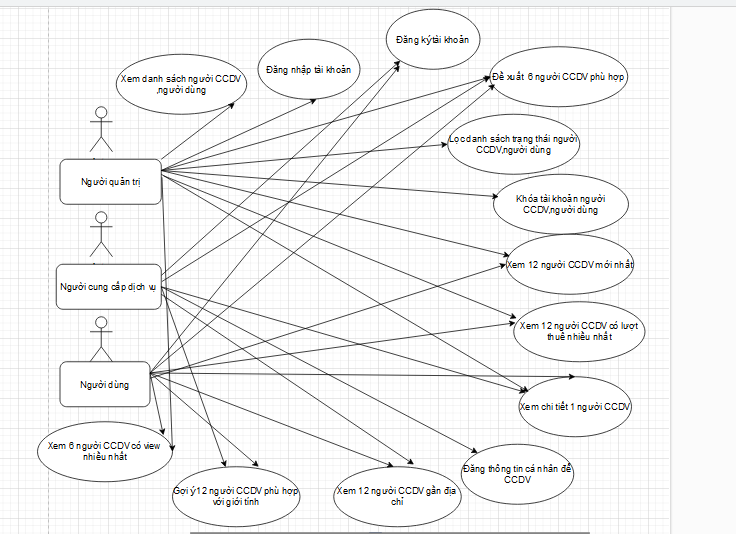 Đăng ký tài khoản
Xem danh sách người CCDV
,người dùng
Đăng nhập tài khoản
Đề xuất 6 người CCDV phù hợp
Lọc danh sách trạng thái người
CCDV,người dùng
Người quản trị
Khóa tài khoản người
CCDV,người dùng
Xem 12 người CCDV mới nhất
Người cung cấp dịch vụ
Xem 12 người CCDV có lượt
thuê nhiều nhất
Người dùng
Xem chi tiết 1 người CCDV
Xem 6 người CCDV có view
nhiều nhất
Đăng thông tin cá nhân để
CCDV
Gợi ý 12 người CCDV phù hợp
với giới tính
Xem 12 người CCDV gần địa
chỉ